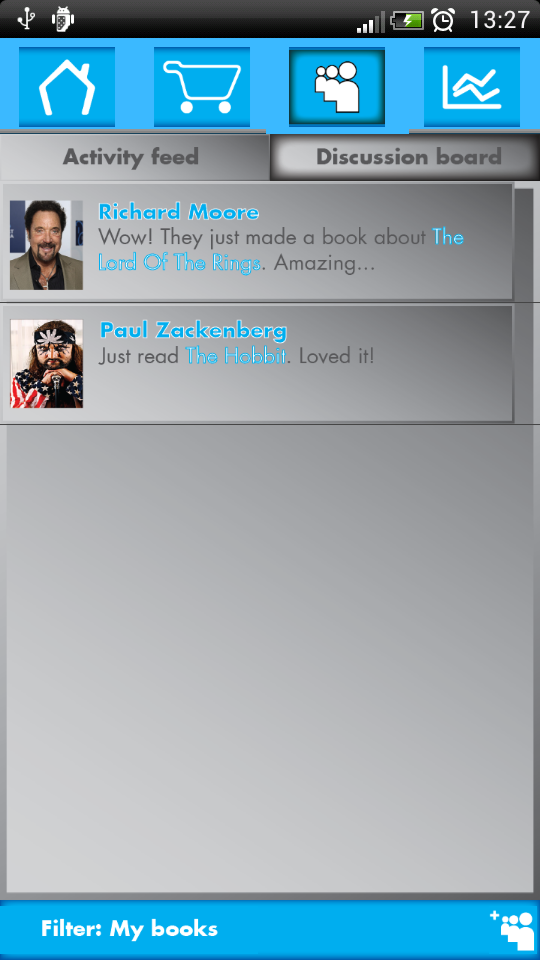 13:27
Activity feed
Discussion board
Richard Moore
Wow! They just made a book about The
Lord Of The Rings. Amazing...
Paul Zackenberg
Just read The Hobbit. Loved it!
Filter: My books